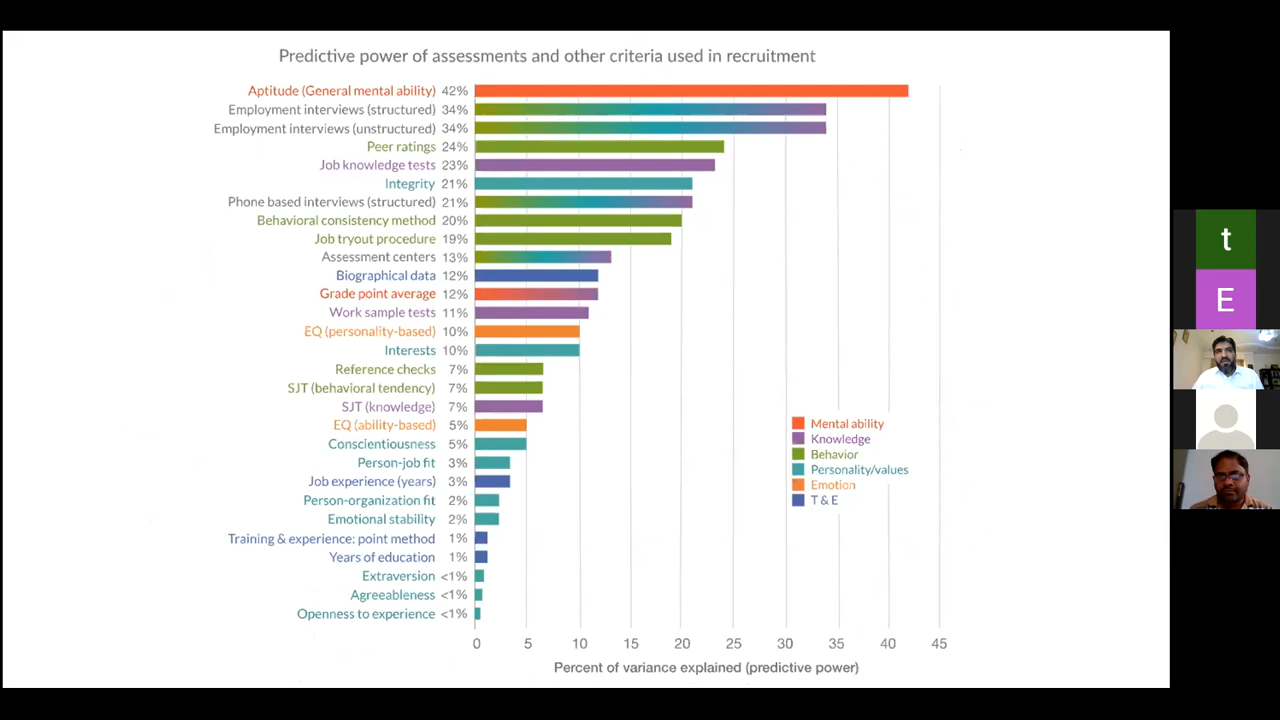 Predictive power of assessments and other criteria used in recruitment
Aptitude (General mental ability) 42%
Employment interviews (structured) 34%
Employment interviews (unstructured) 34%
Peer ratings 24%
Job knowledge tests 23%
Integrity 21%
Phone based interviews (structured) 21%
Behavioral consistency method 20%
Job tryout procedure 19%
Assessment centers 13%
Biographical data 12%
Grade point average 12%
Work sample tests 11%
EQ (personality-based) 10%
Interests 10%
Reference checks 7%
SJT (behavioral tendency) 7%
SJT (knowledge) 7%
EQ (ability-based) 5%
Conscientiousness 5%
Person-job fit 3%
Job experience (years) 3%
Person-organization fit 2%
Emotional stability 2%
Training & experience: point method 1%
Years of education 1%
Extraversion <1%
Agreeableness <1%
Openness to experience <1%
0 5 10 15 20 25 30 35 40 45
Percent of variance explained (predictive power)
Mental ability
Knowledge
Behavior
Personality/values
Emotion
T & E
t
E